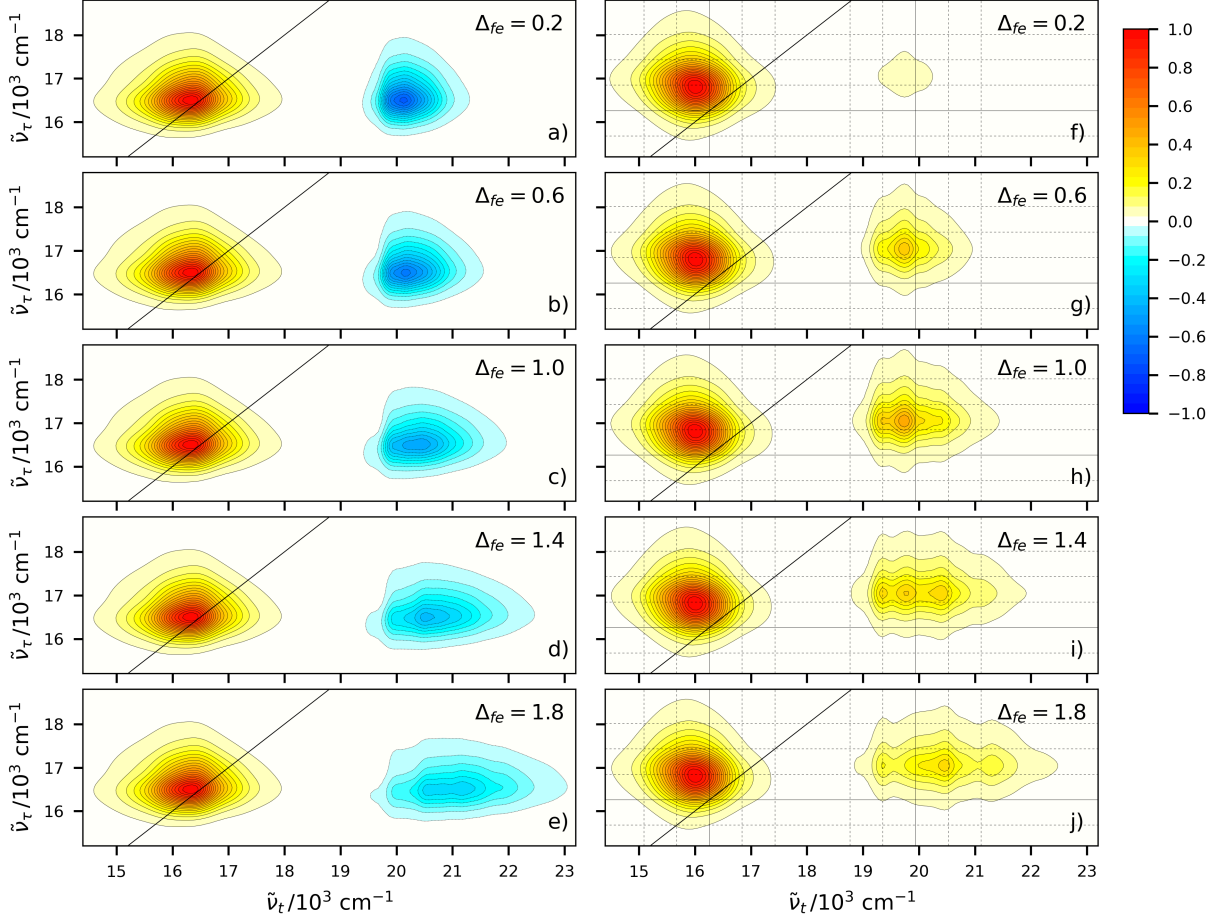 ν̃τ /10³ cm⁻¹
18
17
16
Δfe = 0.2
a)
Δfe = 0.2
f)
ν̃τ /10³ cm⁻¹
18
17
16
Δfe = 0.6
b)
Δfe = 0.6
g)
ν̃τ /10³ cm⁻¹
18
17
16
Δfe = 1.0
c)
Δfe = 1.0
h)
ν̃τ /10³ cm⁻¹
18
17
16
Δfe = 1.4
d)
Δfe = 1.4
i)
ν̃τ /10³ cm⁻¹
18
17
16
Δfe = 1.8
e)
Δfe = 1.8
j)
15 16 17 18 19 20 21 22 23
ν̃t /10³ cm⁻¹
15 16 17 18 19 20 21 22 23
ν̃t /10³ cm⁻¹
1.0
0.8
0.6
0.4
0.2
0.0
−0.2
−0.4
−0.6
−0.8
−1.0